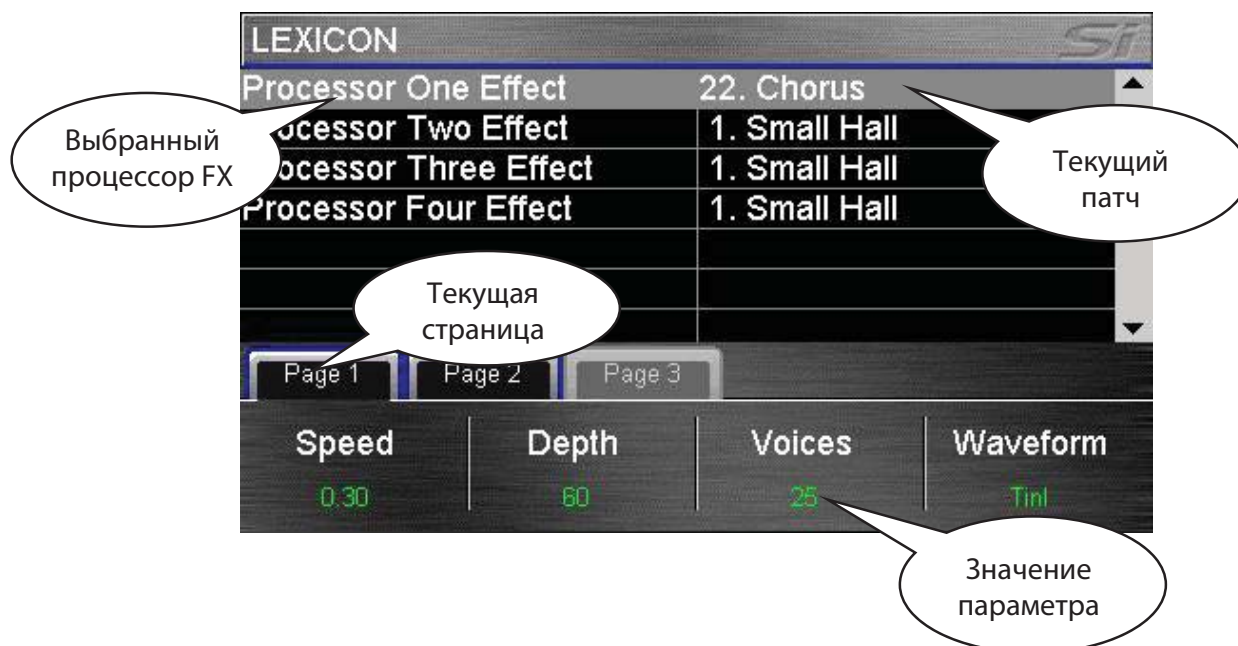 LEXICON
Si
Processor One Effect 22. Chorus
ocessor Two Effect 1. Small Hall
ocessor Three Effect 1. Small Hall
Processor Four Effect 1. Small Hall
Выбранный
процессор FX
Текущий
патч
Текущая
страница
Page 1 Page 2 Page 3
Speed Depth Voices Waveform
0.30 60 25 Tinl
Значение
параметра